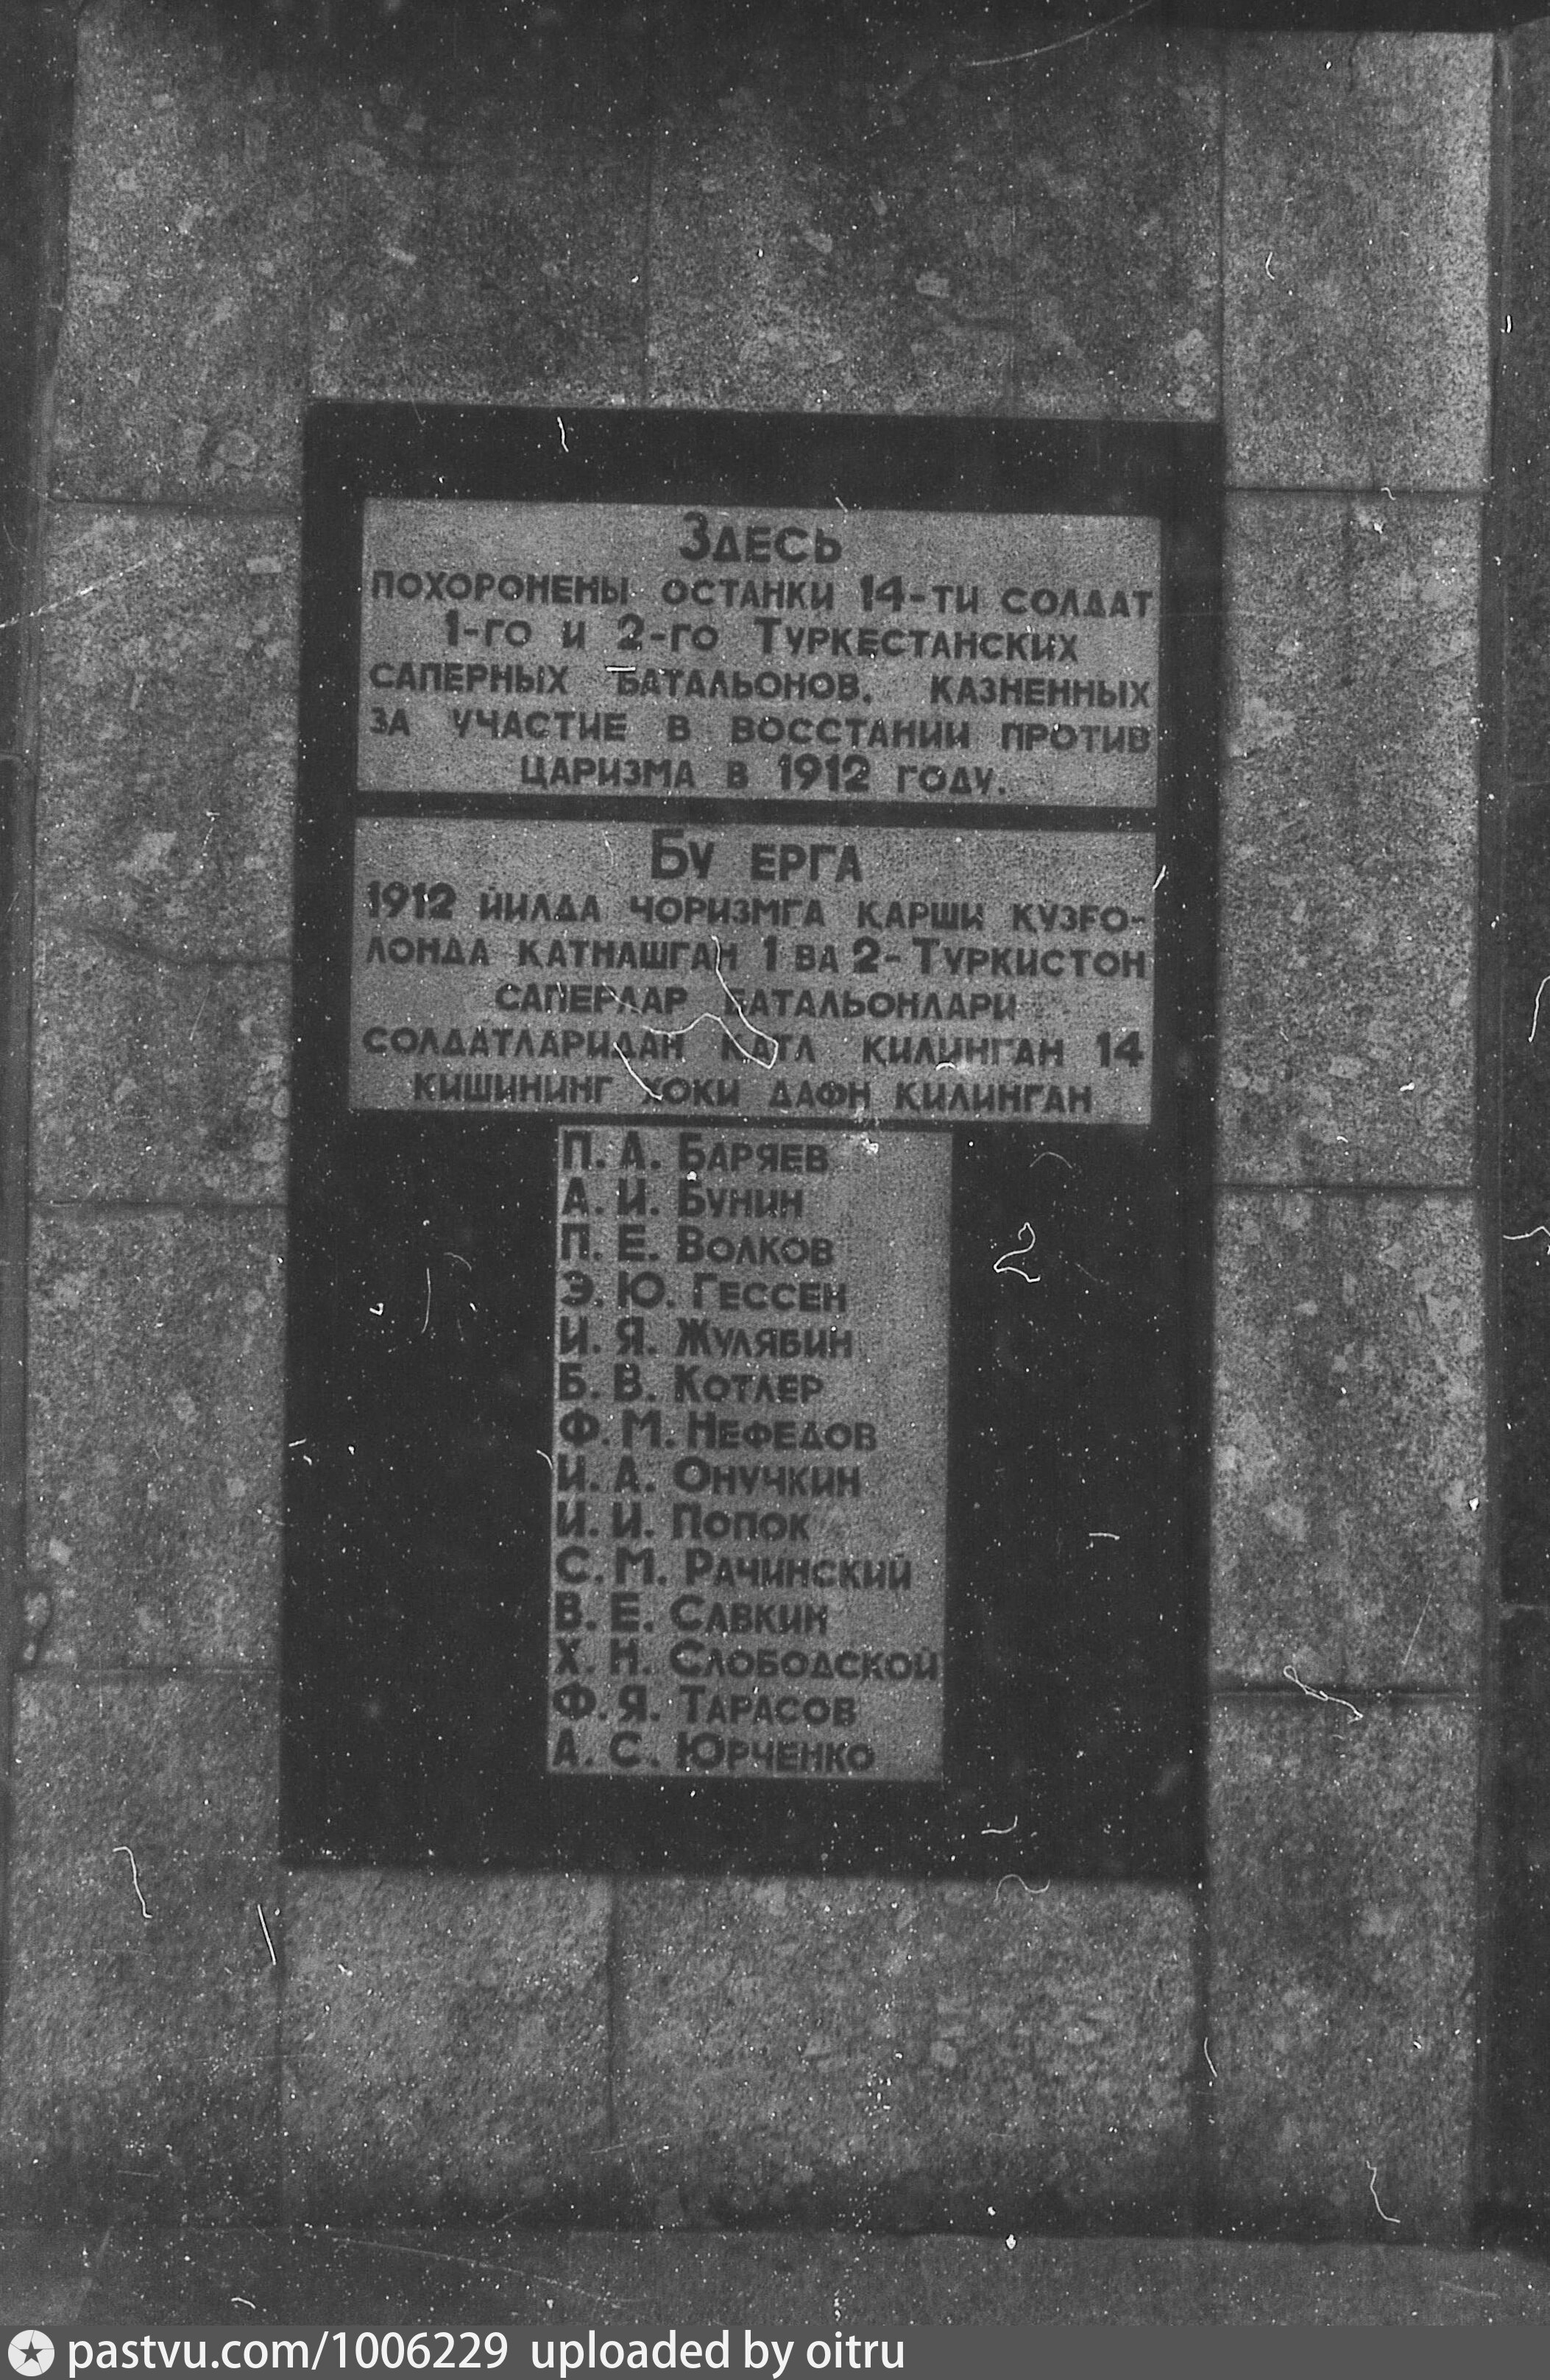 Здесь
похоронены останки 14-ти солдат
1-го и 2-го Туркестанских
саперных батальонов, казненных
за участие в восстании против
царизма в 1912 году.
Бу ерга
1912 йилда чоризмга қарши қузғо-
лонда катнашган 1 ва 2- Туркистон
саперлар батальонлари
солдатларидан катл қилинган 14
кишининг хоки дафн килинган
П. А. Баряев
А. И. Бунин
П. Е. Волков
Э. Ю. Гессен
И. Я. Жулябин
Б. В. Котлер
Ф. М. Нефедов
И. А. Онучкин
И. И. Попок
С. М. Рачинский
В. Е. Савкин
Х. Н. Слободской
Ф. Я. Тарасов
А. С. Юрченко
pastvu.com/1006229 uploaded by oitru